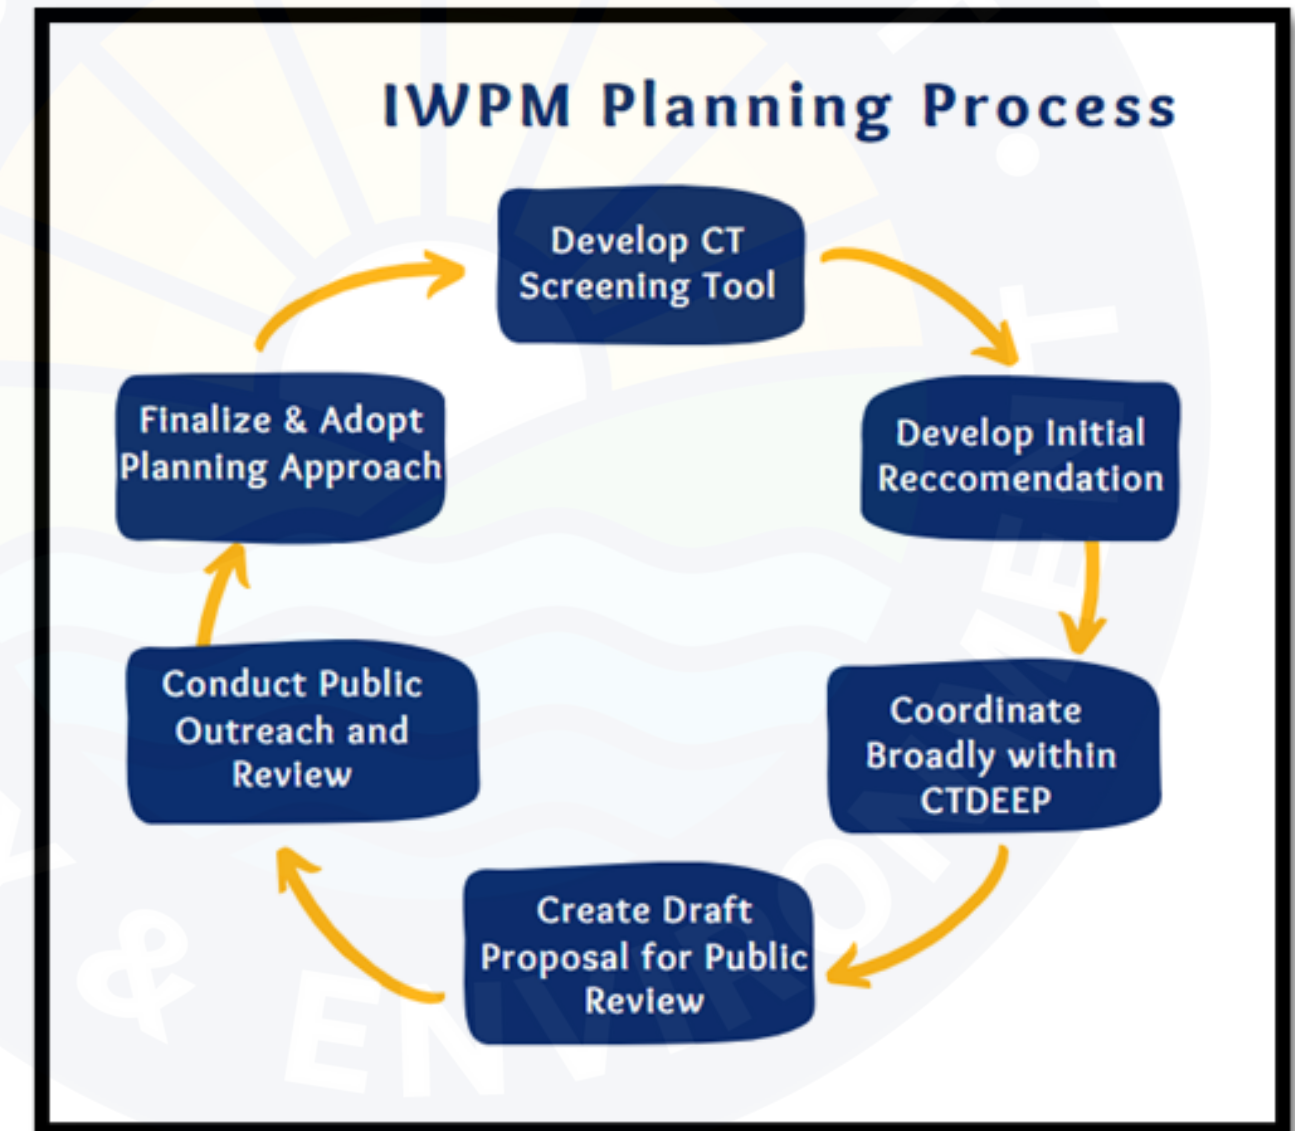 IWPM Planning Process
Develop CT
Screening Tool
Develop Initial
Reccomendation
Coordinate
Broadly within
CTDEEP
Create Draft
Proposal for Public
Review
Conduct Public
Outreach and
Review
Finalize & Adopt
Planning Approach
& ENVIRONMENT